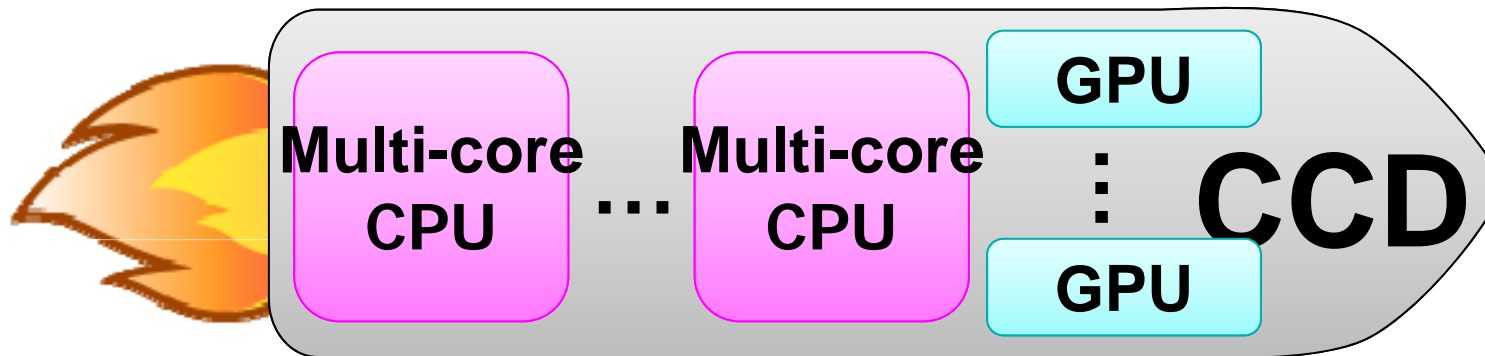 Multi-core
CPU
...
Multi-core
CPU
GPU
⋮
GPU
CCD